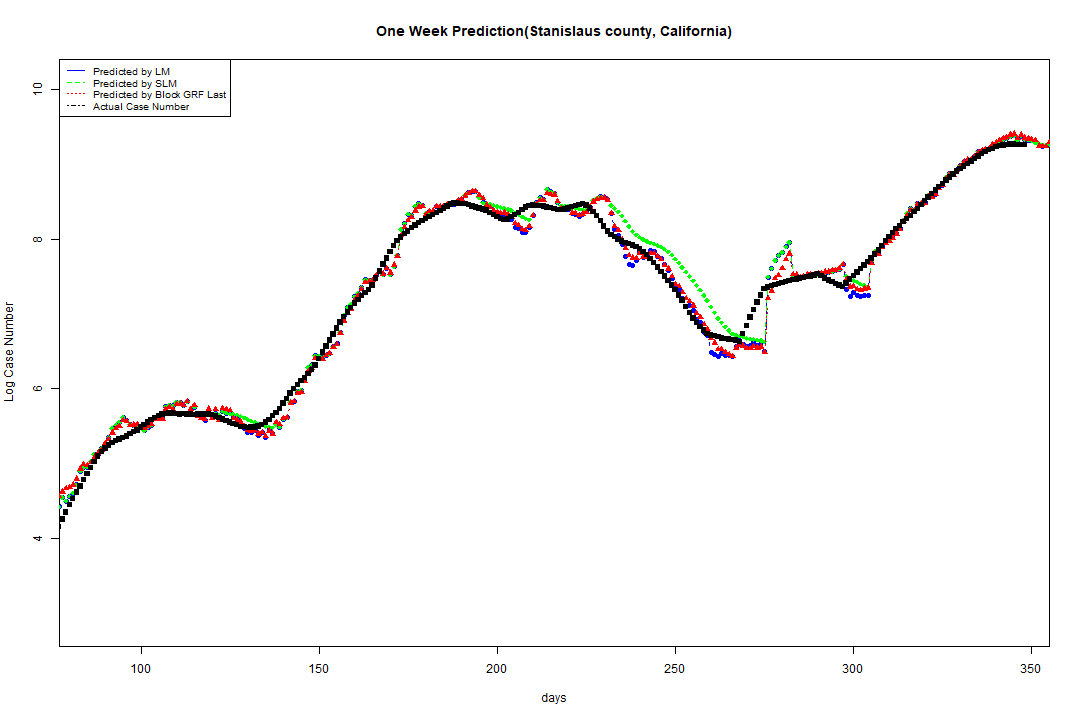 One Week Prediction(Stanislaus county, California)
Predicted by LM
Predicted by SLM
Predicted by Block GRF Last
Actual Case Number
10
8
6
4
Log Case Number
100 150 200 250 300 350
days